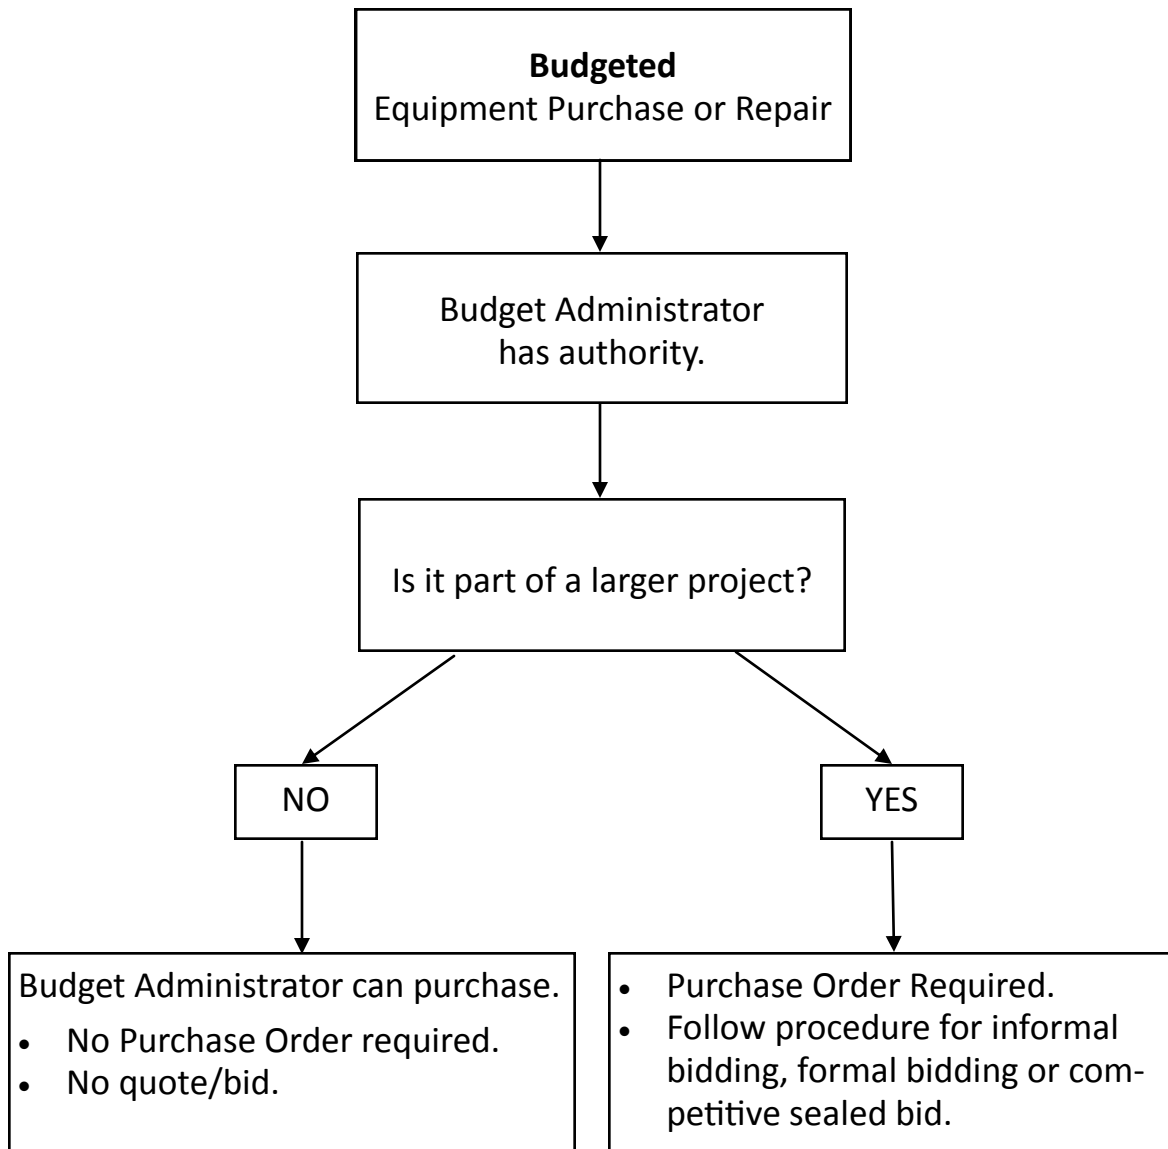 Budgeted
Equipment Purchase or Repair
Budget Administrator
has authority.
Is it part of a larger project?
NO
YES
Budget Administrator can purchase.
• No Purchase Order required.
• No quote/bid.
• Purchase Order Required.
• Follow procedure for informal
bidding, formal bidding or com-
petitive sealed bid.